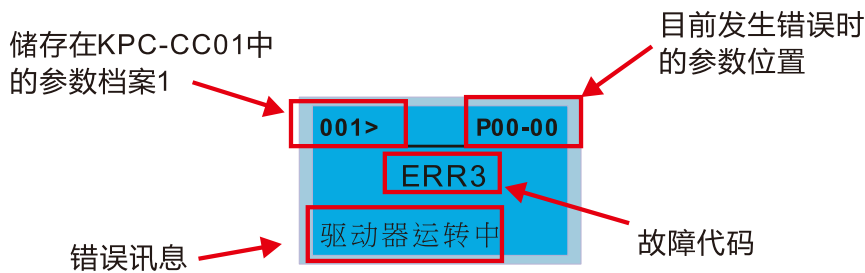 目前发生错误时
的参数位置
储存在KPC-CC01中
的参数档案1
001>
P00-00
ERR3
驱动器运转中
故障代码
错误讯息